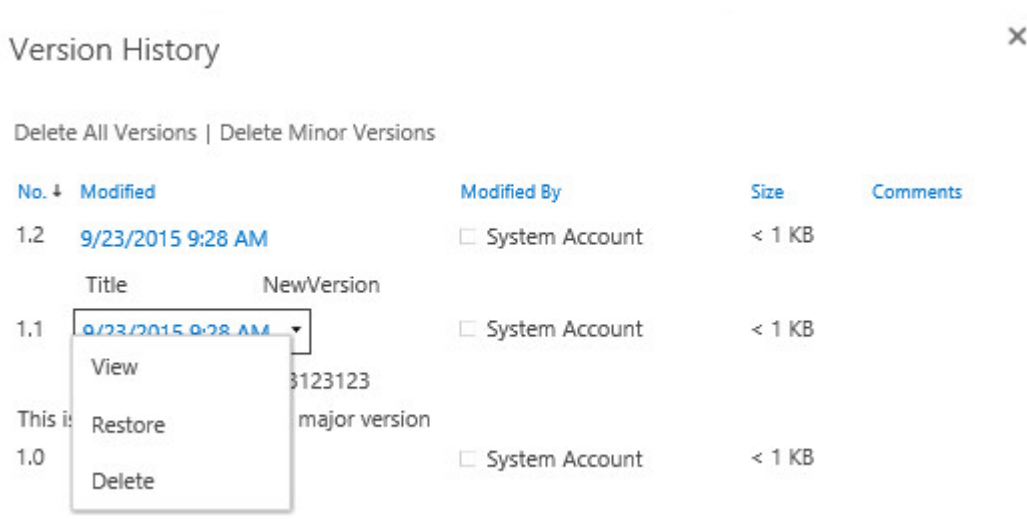 Version History
Delete All Versions | Delete Minor Versions
No. Modified Modified By Size Comments
1.2 9/23/2015 9:28 AM System Account < 1 KB
Title NewVersion
1.1 9/23/2015 9:28 AM System Account < 1 KB
View
3123123
This major version
Restore
1.0 System Account < 1 KB
Delete